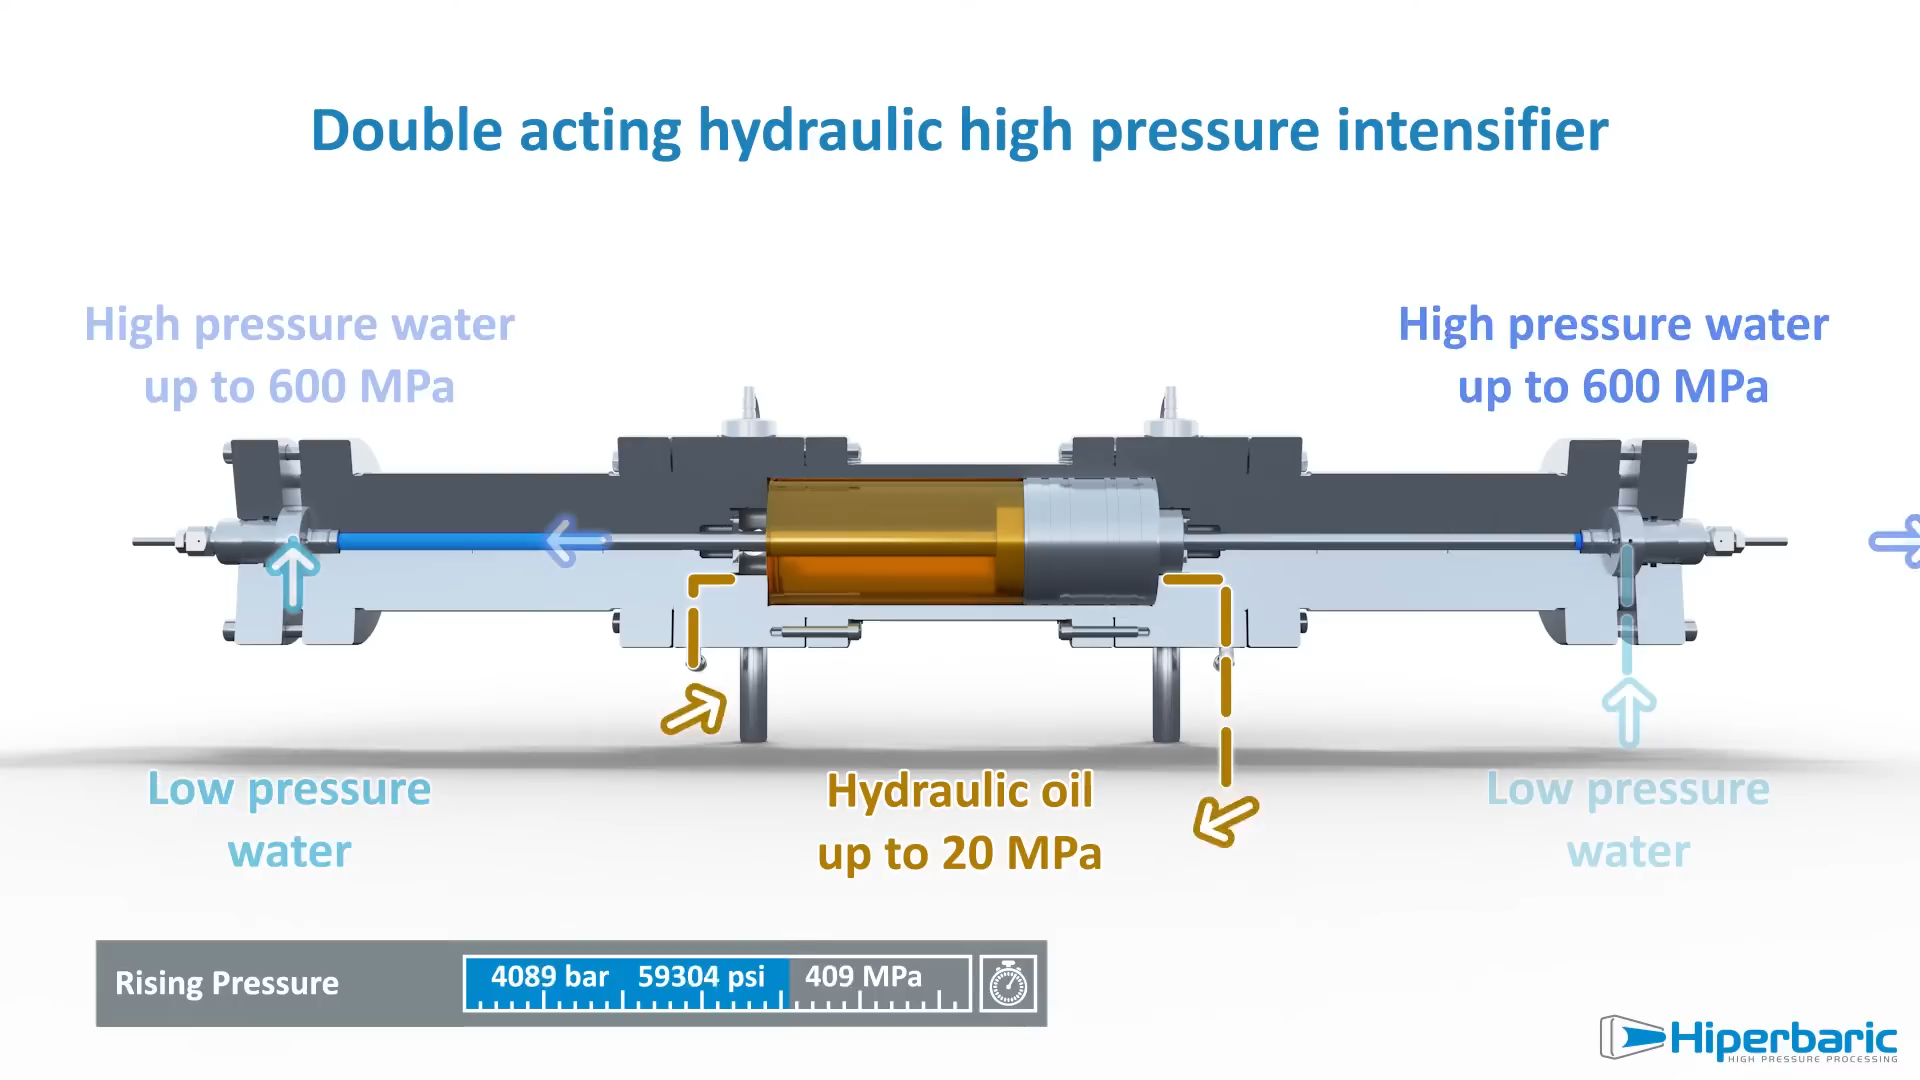 Double acting hydraulic high pressure intensifier
High pressure water
up to 600 MPa
High pressure water
up to 600 MPa
Low pressure
water
Hydraulic oil
up to 20 MPa
Low pressure
water
Rising Pressure
4089 bar 59304 psi 409 MPa
Hiperbaric
HIGH PRESSURE PROCESSING